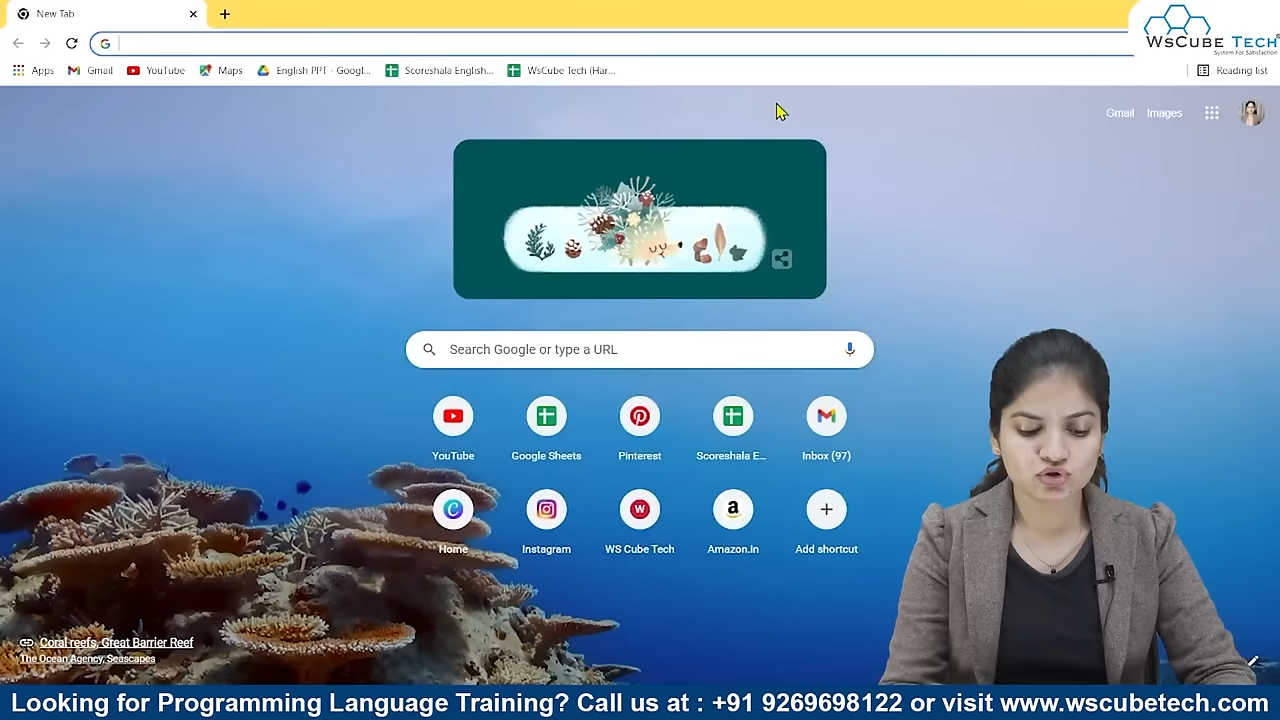 New Tab
WsCube Tech
System For Satisfaction
Apps
Gmail
YouTube
Maps
English PPT - Googl...
Scoreshala English...
WsCube Tech (Har...
Reading list
Gmail
Images
Search Google or type a URL
YouTube
Google Sheets
Pinterest
Scoreshala E...
Inbox (97)
Home
Instagram
WS Cube Tech
Amazon.in
Add shortcut
Coral reefs, Great Barrier Reef
The Ocean Agency, Seascapes
Looking for Programming Language Training? Call us at : +91 9269698122 or visit www.wscubetech.com